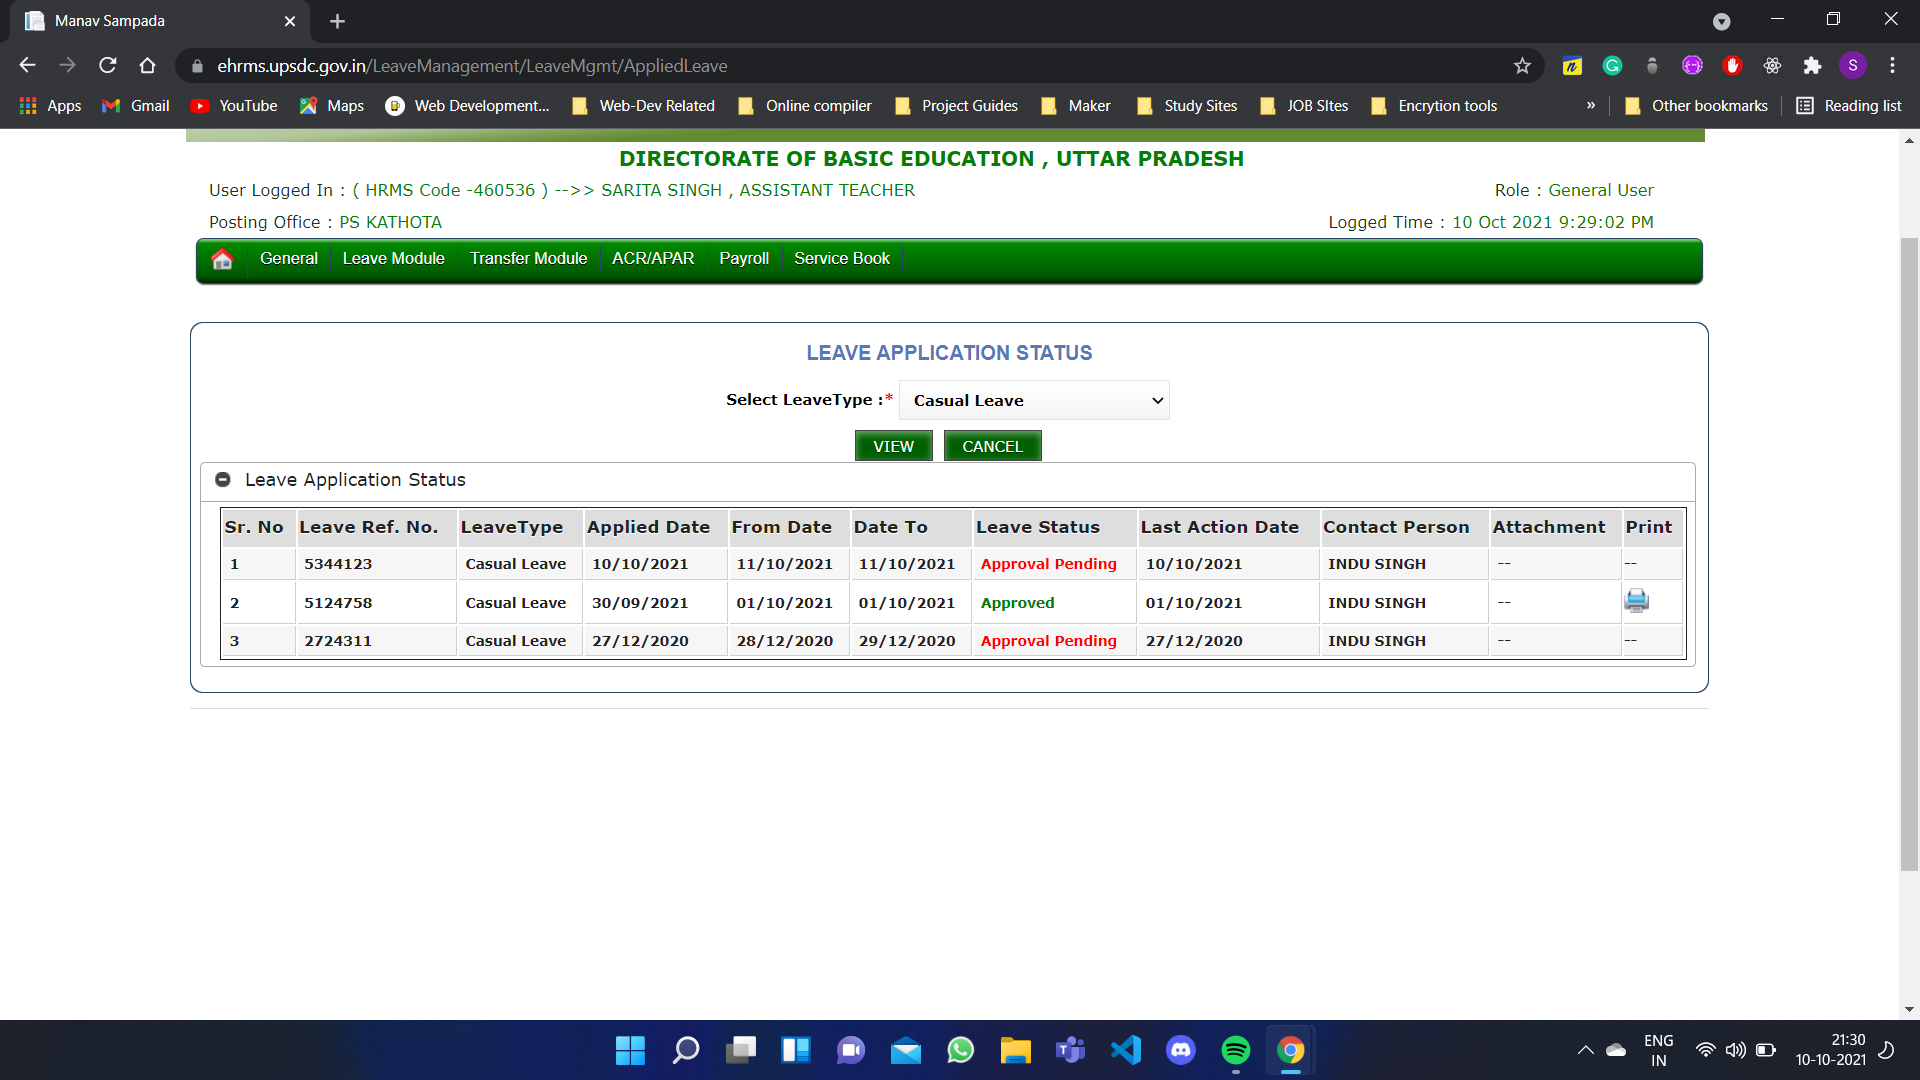 Manav Sampada
ehrms.upsdc.gov.in/LeaveManagement/LeaveMgmt/AppliedLeave
S
Apps Gmail YouTube Maps Web Development... Web-Dev Related Online compiler Project Guides Maker Study Sites JOB SItes Encrytion tools » Other bookmarks Reading list
DIRECTORATE OF BASIC EDUCATION , UTTAR PRADESH
User Logged In : ( HRMS Code -460536 ) -->> SARITA SINGH , ASSISTANT TEACHER Role : General User
Posting Office : PS KATHOTA Logged Time : 10 Oct 2021 9:29:02 PM
General Leave Module Transfer Module ACR/APAR Payroll Service Book
LEAVE APPLICATION STATUS
Select LeaveType :* Casual Leave
VIEW CANCEL
Leave Application Status
Sr. No Leave Ref. No. LeaveType Applied Date From Date Date To Leave Status Last Action Date Contact Person Attachment Print
1 5344123 Casual Leave 10/10/2021 11/10/2021 11/10/2021 Approval Pending 10/10/2021 INDU SINGH -- --
2 5124758 Casual Leave 30/09/2021 01/10/2021 01/10/2021 Approved 01/10/2021 INDU SINGH --
3 2724311 Casual Leave 27/12/2020 28/12/2020 29/12/2020 Approval Pending 27/12/2020 INDU SINGH -- --
ENG 21:30
IN 10-10-2021